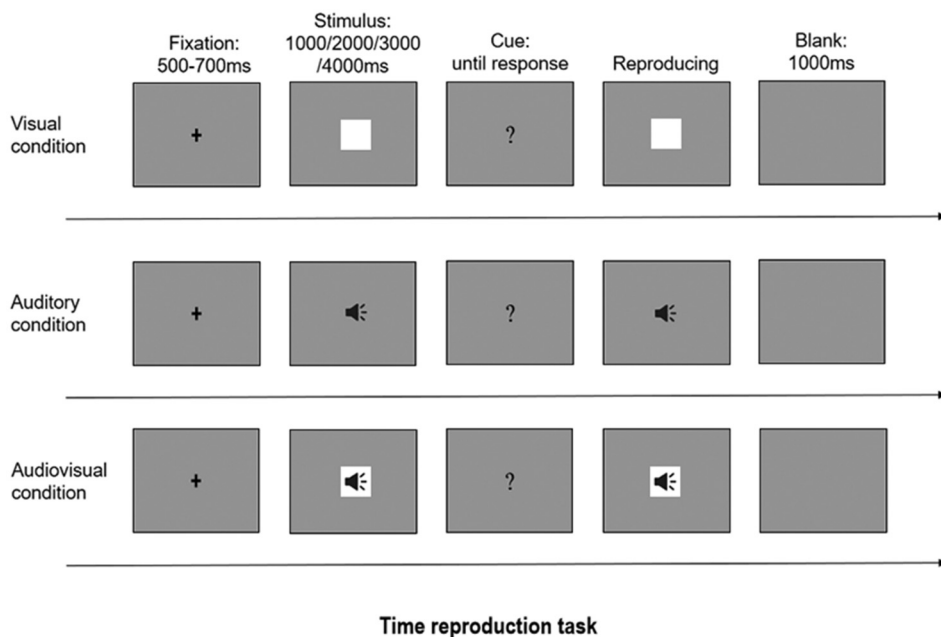 Fixation:
500-700ms
Stimulus:
1000/2000/3000
/4000ms
Cue:
until response
Reproducing
Blank:
1000ms
Visual
condition
+
?
Auditory
condition
+
?
Audiovisual
condition
+
?
Time reproduction task